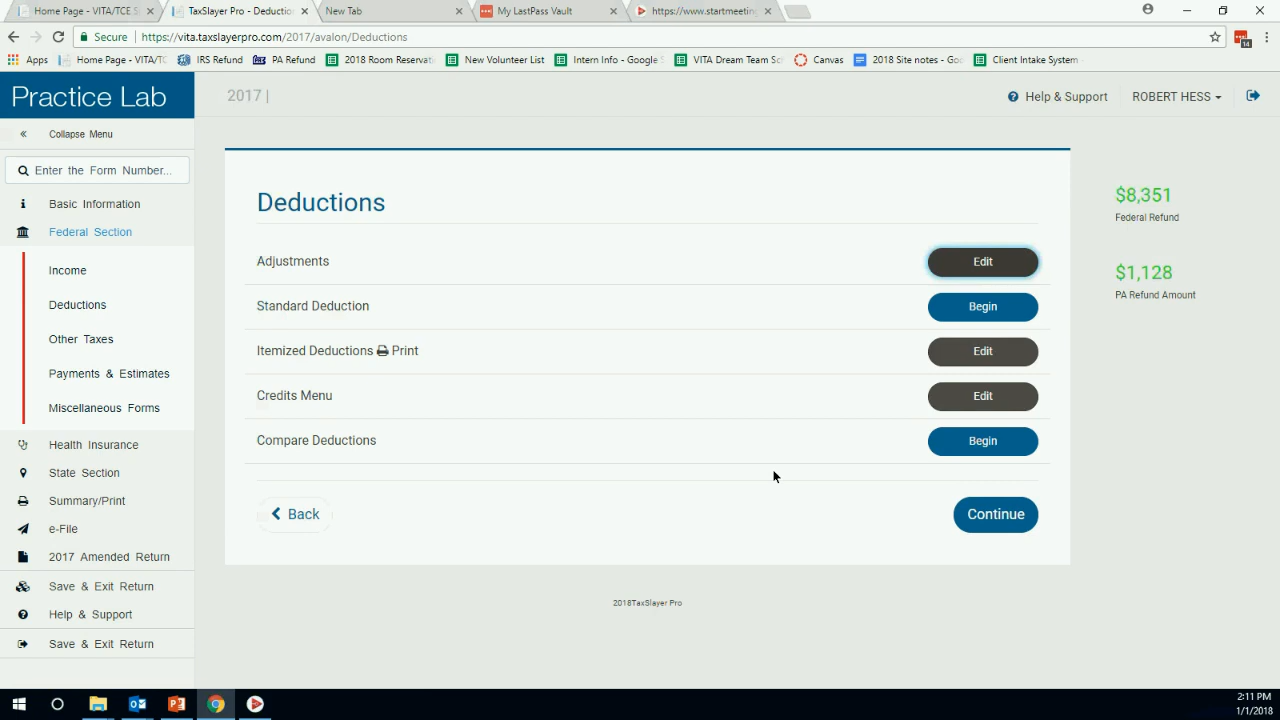 Home Page - VITA/TCE S
TaxSlayer Pro - Deduction
New Tab
My LastPass Vault
https://www.startmeeting
Secure
https://vita.taxslayerpro.com/2017/avalon/Deductions
14
Apps
Home Page - VITA/TC
IRS Refund
PA Refund
2018 Room Reservat
New Volunteer List
Intern Info - Google
VITA Dream Team Sc
Canvas
2018 Site notes - Goo
Client Intake System
Practice Lab
2017 |
Help & Support
ROBERT HESS
Collapse Menu
Enter the Form Number...
Basic Information
Federal Section
Income
Deductions
Other Taxes
Payments & Estimates
Miscellaneous Forms
Health Insurance
State Section
Summary/Print
e-File
2017 Amended Return
Save & Exit Return
Help & Support
Save & Exit Return
Deductions
Adjustments
Edit
Standard Deduction
Begin
Itemized Deductions Print
Edit
Credits Menu
Edit
Compare Deductions
Begin
Back
Continue
$8,351
Federal Refund
$1,128
PA Refund Amount
2018TaxSlayer Pro
2:11 PM
1/1/2018